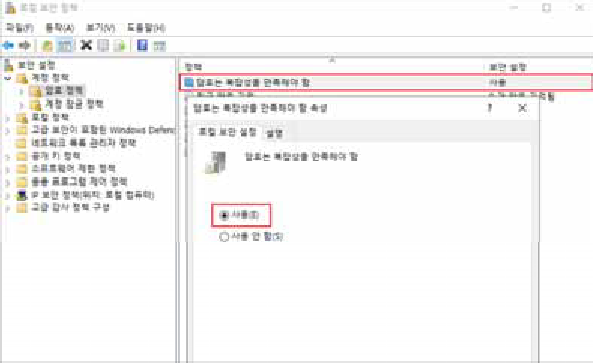 로컬 보안 정책
파일(F) 동작(A) 보기(V) 도움말(H)
보안 설정
계정 정책
암호 정책
계정 잠금 정책
로컬 정책
고급 보안이 포함된 Windows Defenc
네트워크 목록 관리자 정책
공개 키 정책
소프트웨어 제한 정책
응용 프로그램 제어 정책
IP 보안 정책(위치: 로컬 컴퓨터)
고급 감사 정책 구성
정책 보안 설정
암호는 복잡성을 만족해야 함 사용
암호는 복잡성을 만족해야 함 속성 ? ×
로컬 보안 설정 설명
암호는 복잡성을 만족해야 함
사용(E)
사용 안 함(S)